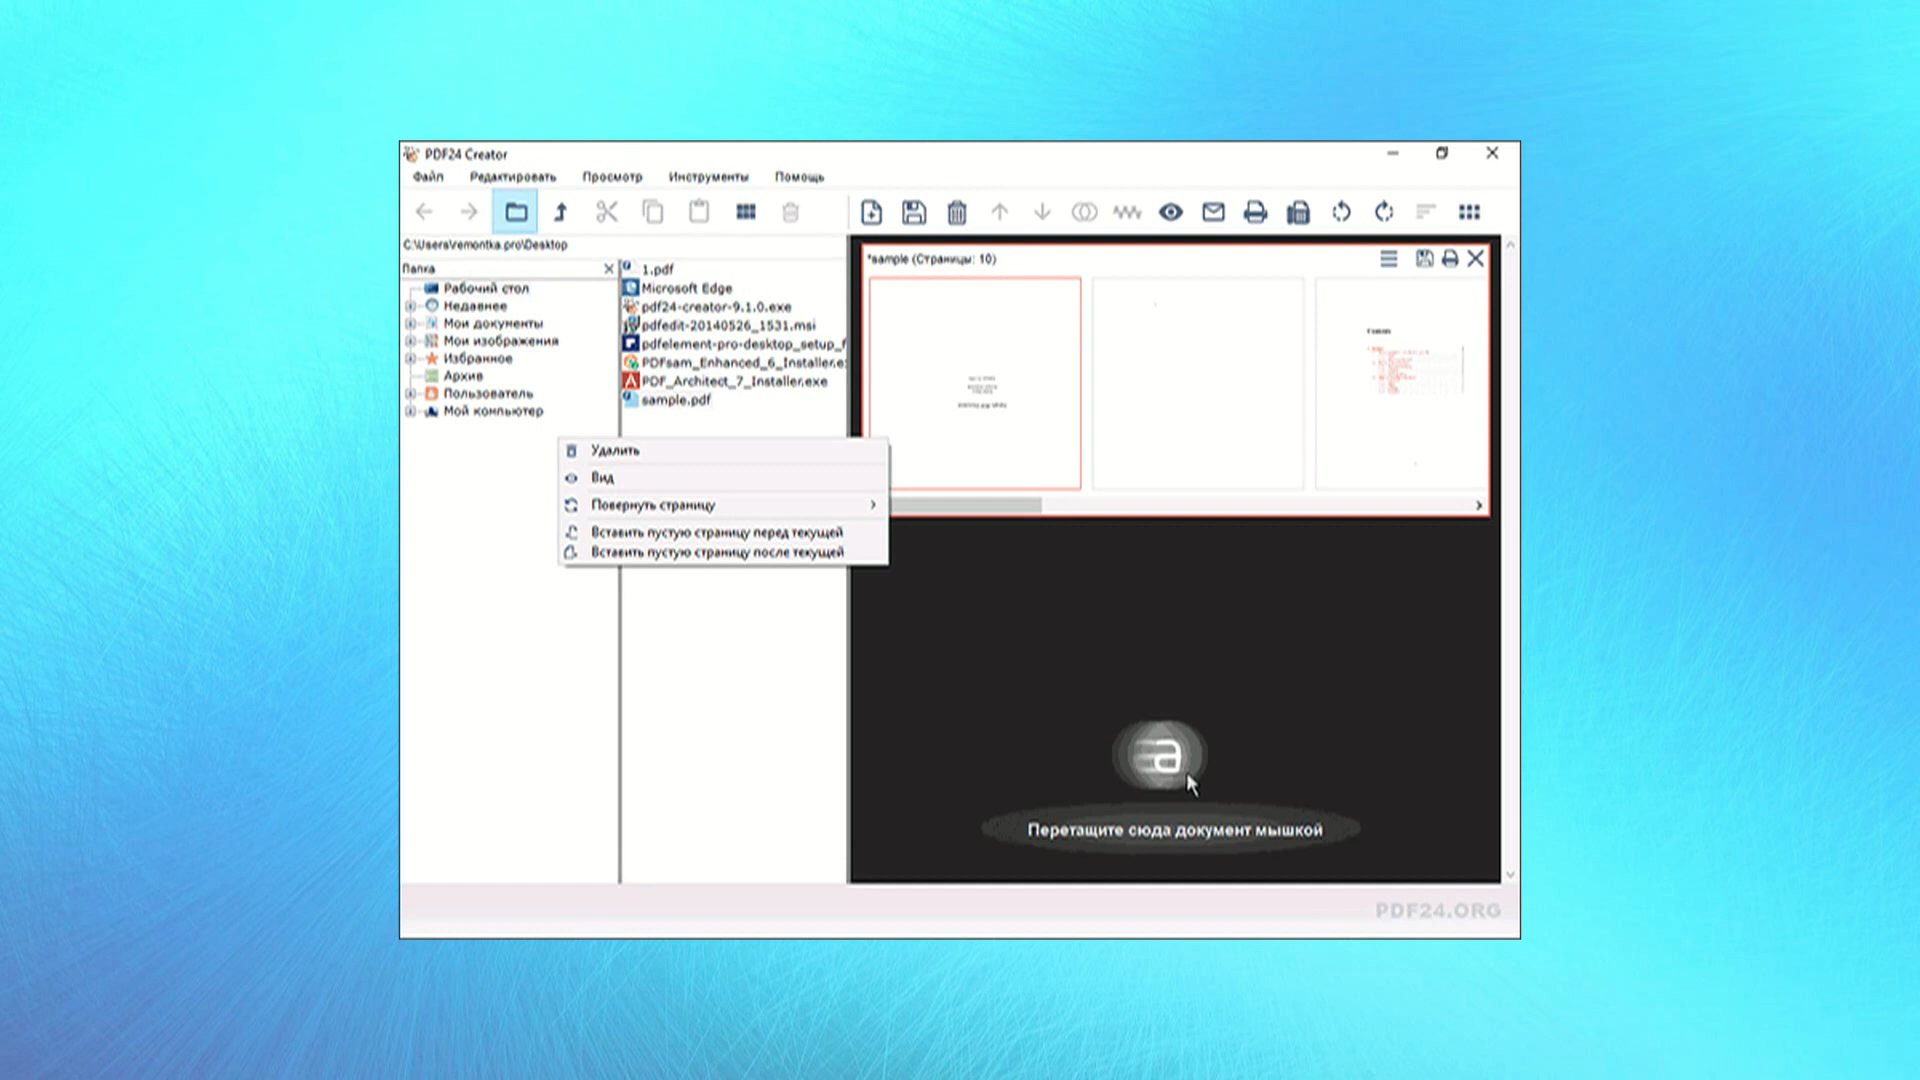 PDF24 Creator
Файл Редактировать Просмотр Инструменты Помощь
C:\Users\remontka.pro\Desktop
Папка
Рабочий стол
Недавнее
Мои документы
Мои изображения
Избранное
Архив
Пользователь
Мой компьютер
1.pdf
Microsoft Edge
pdf24-creator-9.1.0.exe
pdfedit-20140526_1531.msi
pdfelement-pro-desktop_setup_f
PDFsam_Enhanced_6_Installer.e
PDF_Architect_7_Installer.exe
sample.pdf
*sample (Страницы: 10)
Удалить
Вид
Повернуть страницу
Вставить пустую страницу перед текущей
Вставить пустую страницу после текущей
a
Перетащите сюда документ мышкой
PDF24.ORG